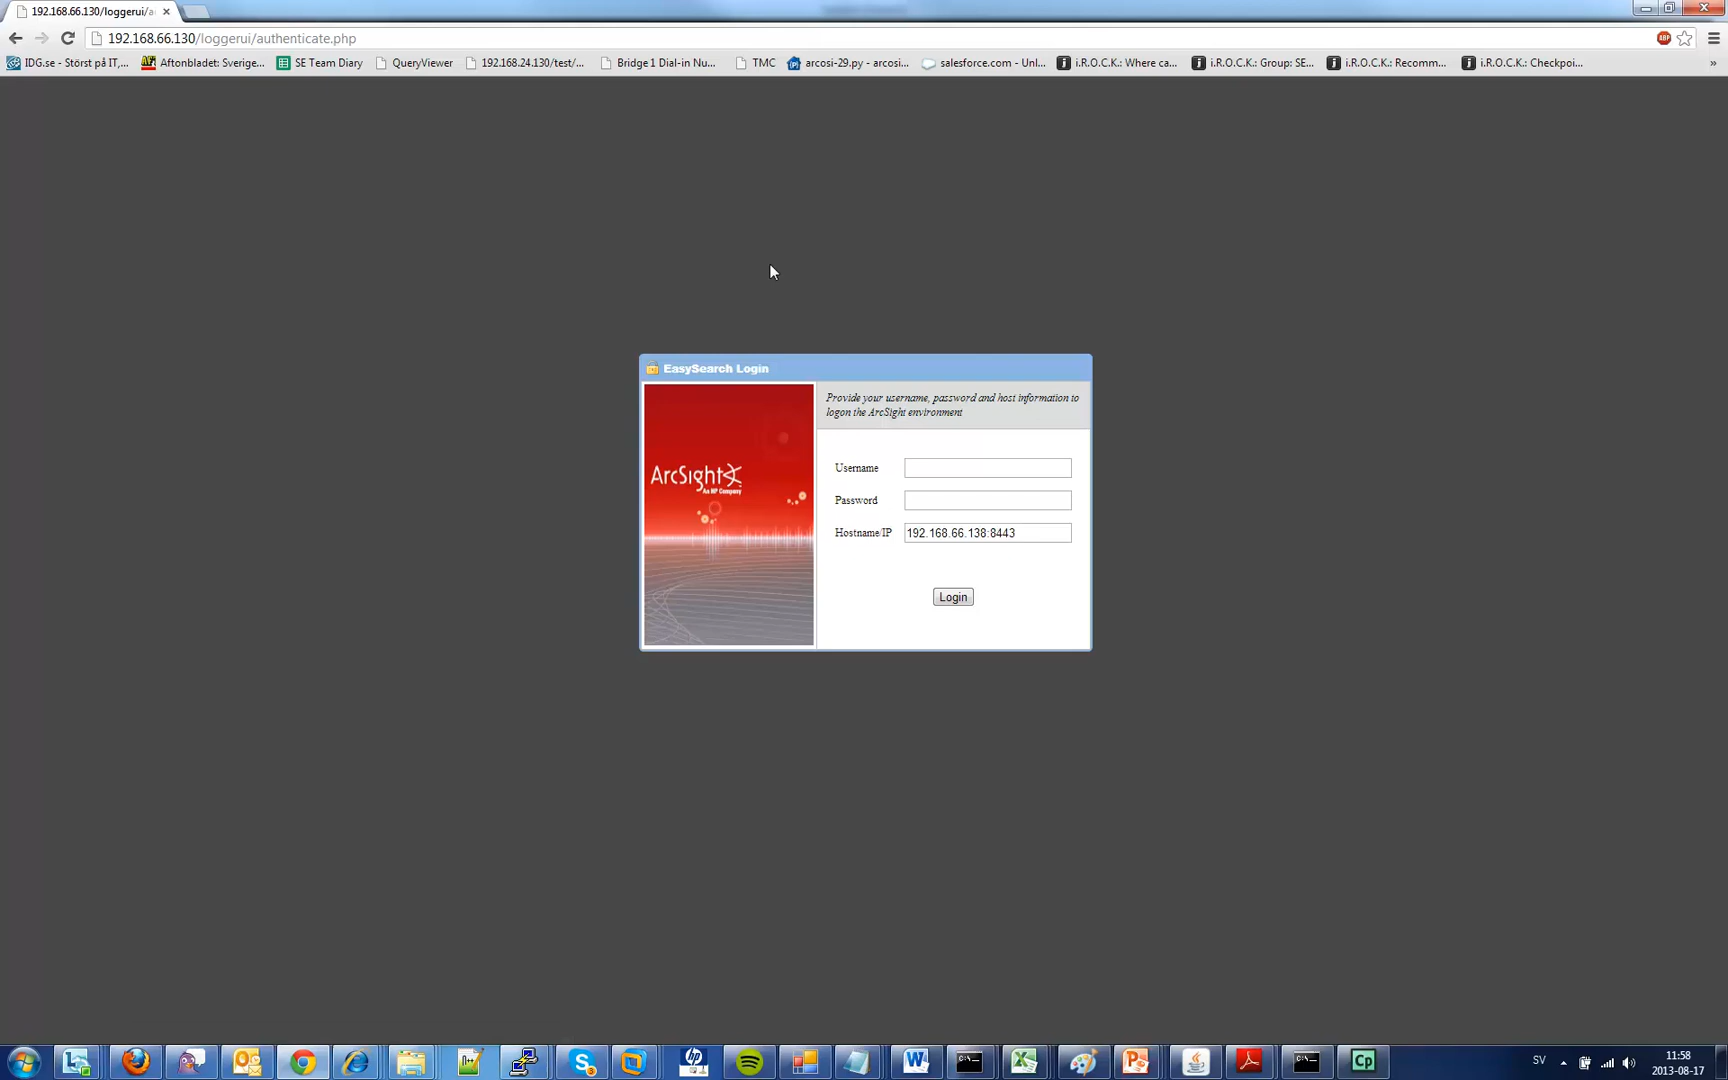 192.168.66.130/loggerui/a
192.168.66.130/loggerui/authenticate.php
ABP
IDG.se - Störst på IT,...
Aftonbladet: Sverige...
SE Team Diary
QueryViewer
192.168.24.130/test/...
Bridge 1 Dial-in Nu...
TMC
arcosi-29.py - arcosi...
salesforce.com - Unl...
i.R.O.C.K.: Where ca...
i.R.O.C.K.: Group: SE...
i.R.O.C.K.: Recomm...
i.R.O.C.K.: Checkpoi...
EasySearch Login
Provide your username, password and host information to
logon the ArcSight environment
ArcSight
An HP Company
Username
Password
Hostname/IP
192.168.66.138:8443
Login
SV
11:58
2013-08-17